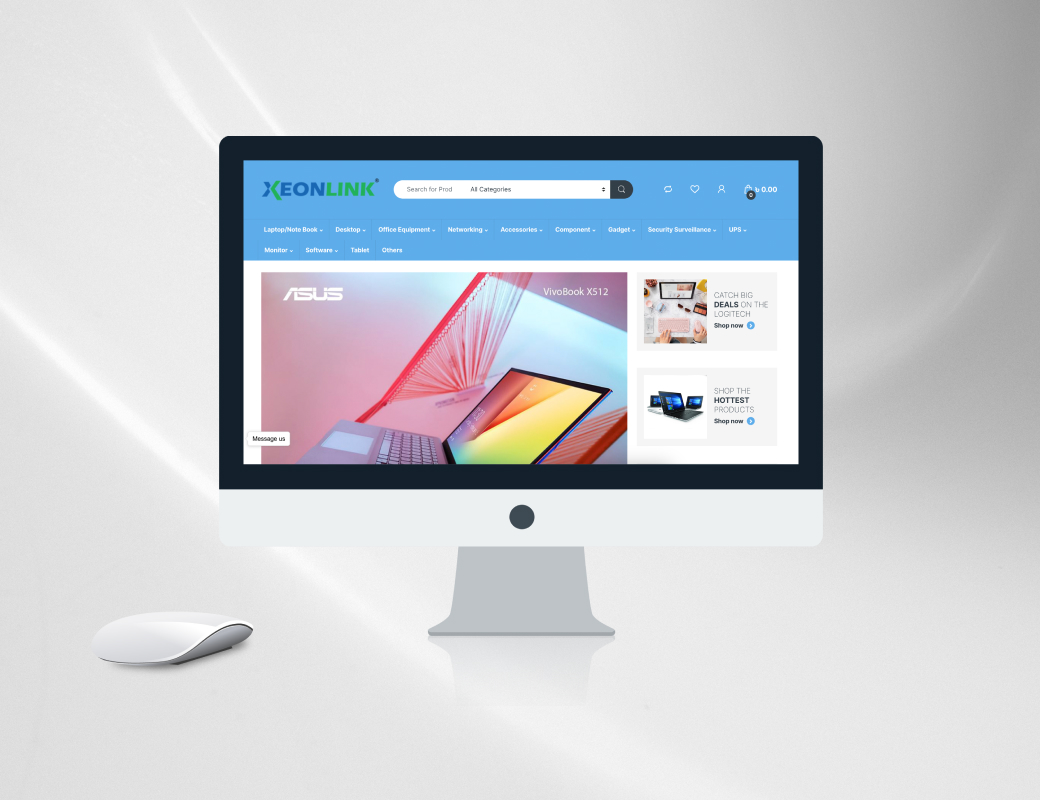 XEONLINK
Search for Prod All Categories
৳ 0.00
0
Laptop/Note Book Desktop Office Equipment Networking Accessories Component Gadget Security Surveillance UPS
Monitor Software Tablet Others
ASUS
VivoBook X512
CATCH BIG
DEALS ON THE
LOGITECH
Shop now
SHOP THE
HOTTEST
PRODUCTS
Shop now
Message us